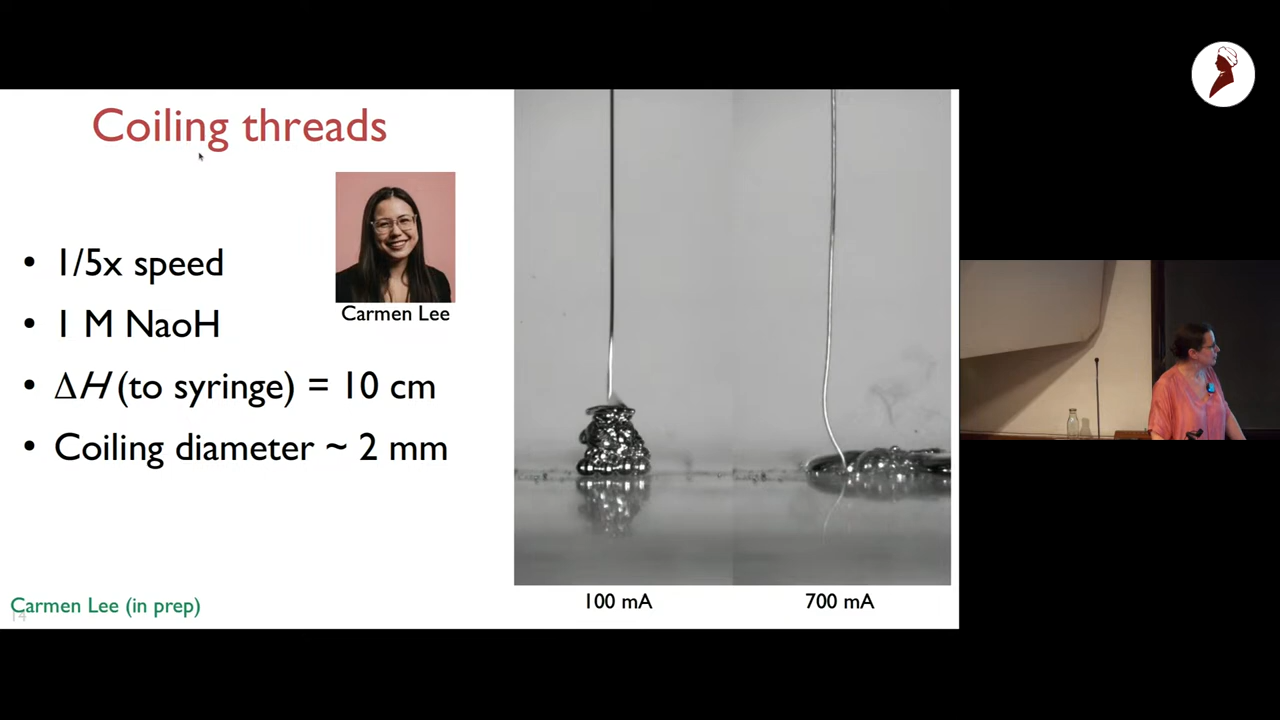 Coiling threads
• 1/5x speed
• 1 M NaoH
• ΔH (to syringe) = 10 cm
• Coiling diameter ~ 2 mm
Carmen Lee
100 mA
700 mA
Carmen Lee (in prep)
14